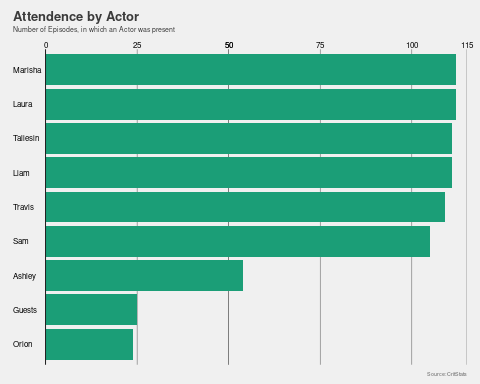 Attendence by Actor
Number of Episodes, in which an Actor was present
0 25 50 75 100 115
Marisha
Laura
Taliesin
Liam
Travis
Sam
Ashley
Guests
Orion
Source: CritStats